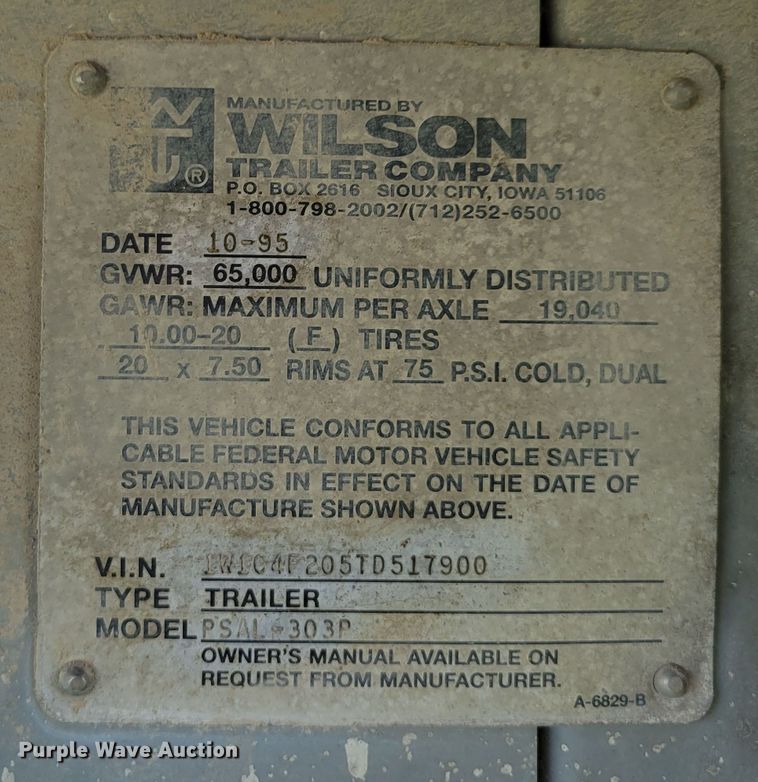 MANUFACTURED BY
WILSON
TRAILER COMPANY
P.O. BOX 2616 SIOUX CITY, IOWA 51106
1-800-798-2002/(712)252-6500
DATE 10-95
GVWR: 65,000 UNIFORMLY DISTRIBUTED
GAWR: MAXIMUM PER AXLE 19,040
10.00-20 (F) TIRES
20 x 7.50 RIMS AT 75 P.S.I. COLD, DUAL
THIS VEHICLE CONFORMS TO ALL APPLI-
CABLE FEDERAL MOTOR VEHICLE SAFETY
STANDARDS IN EFFECT ON THE DATE OF
MANUFACTURE SHOWN ABOVE.
V.I.N. 1W1C4F205TD517900
TYPE TRAILER
MODEL PSAL-303P
OWNER'S MANUAL AVAILABLE ON
REQUEST FROM MANUFACTURER.
A-6829-B
Purple Wave Auction